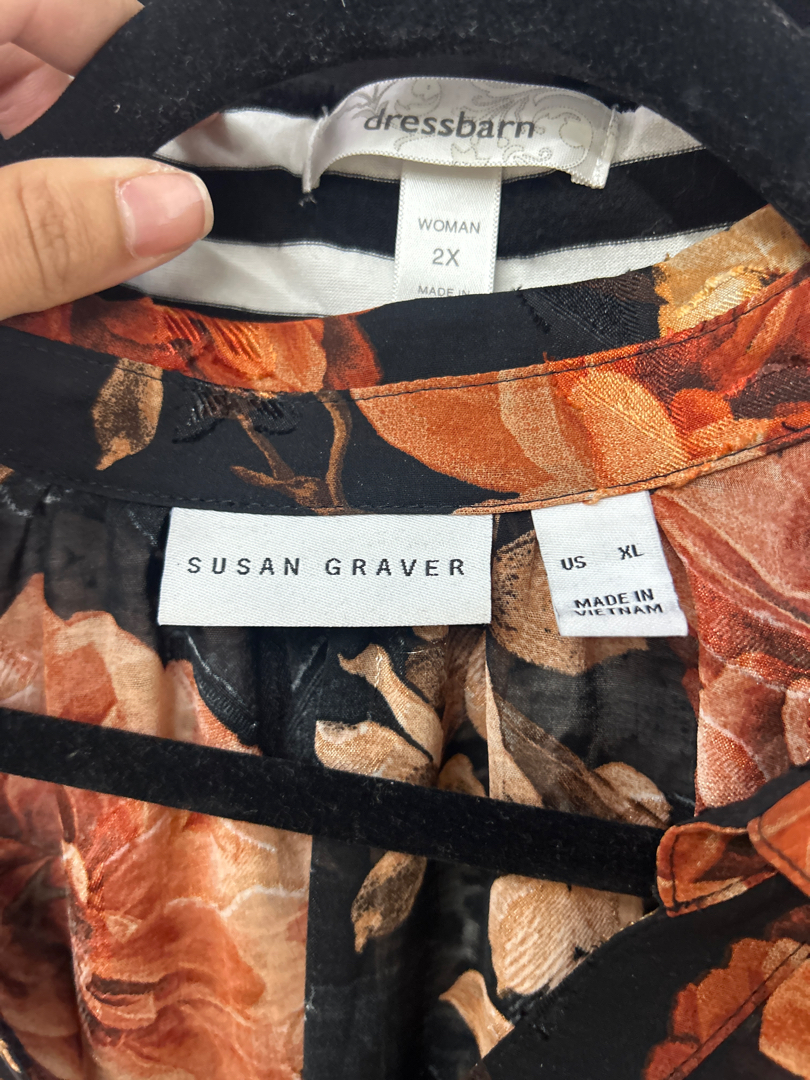 dressbarn
WOMAN
2X
MADE IN
SUSAN GRAVER
US XL
MADE IN
VIETNAM